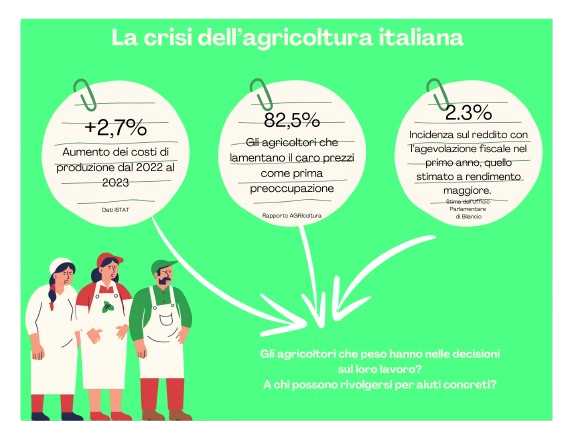 La crisi dell'agricoltura italiana
+2,7%
Aumento dei costi di
produzione dal 2022 al
2023
Dati ISTAT
82,5%
Gli agricoltori che
lamentano il caro prezzi
come prima
preoccupazione
Rapporto AGRIcoltura
2.3%
Incidenza sul reddito con
l'agevolazione fiscale nel
primo anno, quello
stimato a rendimento
maggiore.
Stima dell'Ufficio
Parlamentare
di Bilancio
Gli agricoltori che peso hanno nelle decisioni
sul loro lavoro?
A chi possono rivolgersi per aiuti concreti?